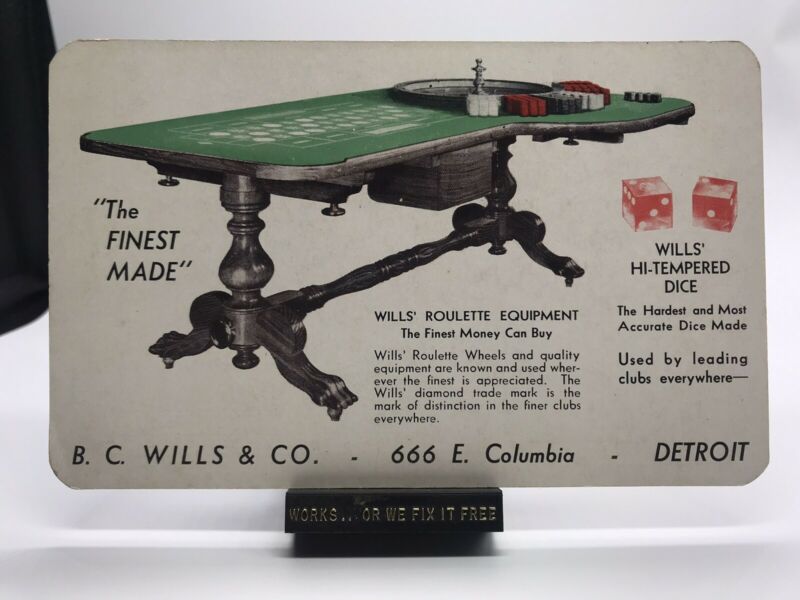 "The
FINEST
MADE"
WILLS' ROULETTE EQUIPMENT
The Finest Money Can Buy
Wills' Roulette Wheels and quality
equipment are known and used wher-
ever the finest is appreciated. The
Wills' diamond trade mark is the
mark of distinction in the finer clubs
everywhere.
WILLS'
HI-TEMPERED
DICE
The Hardest and Most
Accurate Dice Made
Used by leading
clubs everywhere—
B. C. WILLS & CO. - 666 E. Columbia - DETROIT
WORKS... OR WE FIX IT FREE